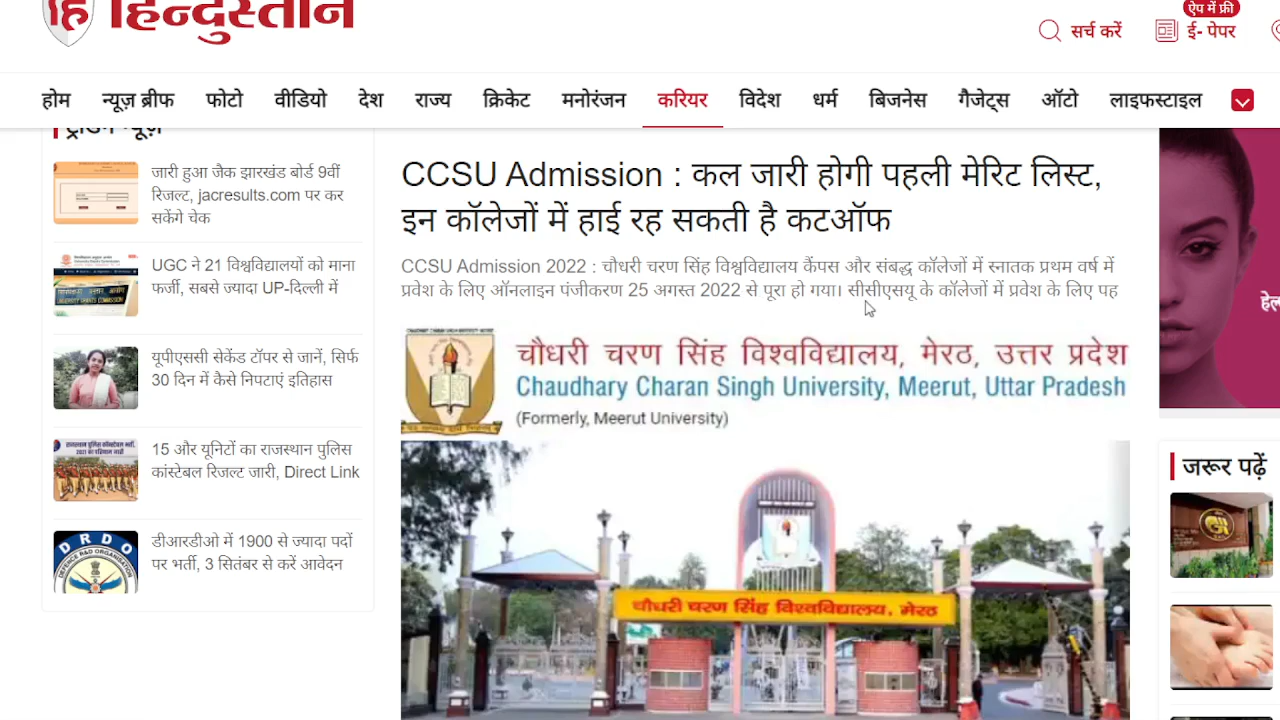 हिन्दुस्तान
ऐप में फ्री
सर्च करें
ई- पेपर
होम न्यूज़ ब्रीफ फोटो वीडियो देश राज्य क्रिकेट मनोरंजन करियर विदेश धर्म बिजनेस गैजेट्स ऑटो लाइफस्टाइल
ट्रेंडिंग न्यूज़
जारी हुआ जैक झारखंड बोर्ड 9वीं
रिजल्ट, jacresults.com पर कर
सकेंगे चेक
UGC ने 21 विश्वविद्यालयों को माना
फर्जी, सबसे ज्यादा UP-दिल्ली में
यूपीएससी सेकेंड टॉपर से जानें, सिर्फ
30 दिन में कैसे निपटाएं इतिहास
15 और यूनिटों का राजस्थान पुलिस
कांस्टेबल रिजल्ट जारी, Direct Link
DRDO
डीआरडीओ में 1900 से ज्यादा पदों
पर भर्ती, 3 सितंबर से करें आवेदन
CCSU Admission : कल जारी होगी पहली मेरिट लिस्ट,
इन कॉलेजों में हाई रह सकती है कटऑफ
CCSU Admission 2022 : चौधरी चरण सिंह विश्वविद्यालय कैंपस और संबद्ध कॉलेजों में स्नातक प्रथम वर्ष में
प्रवेश के लिए ऑनलाइन पंजीकरण 25 अगस्त 2022 से पूरा हो गया। सीसीएसयू के कॉलेजों में प्रवेश के लिए पह
चौधरी चरण सिंह विश्वविद्यालय, मेरठ, उत्तर प्रदेश
Chaudhary Charan Singh University, Meerut, Uttar Pradesh
(Formerly, Meerut University)
चौधरी चरण सिंह विश्वविद्यालय, मेरठ
जरूर पढ़ें